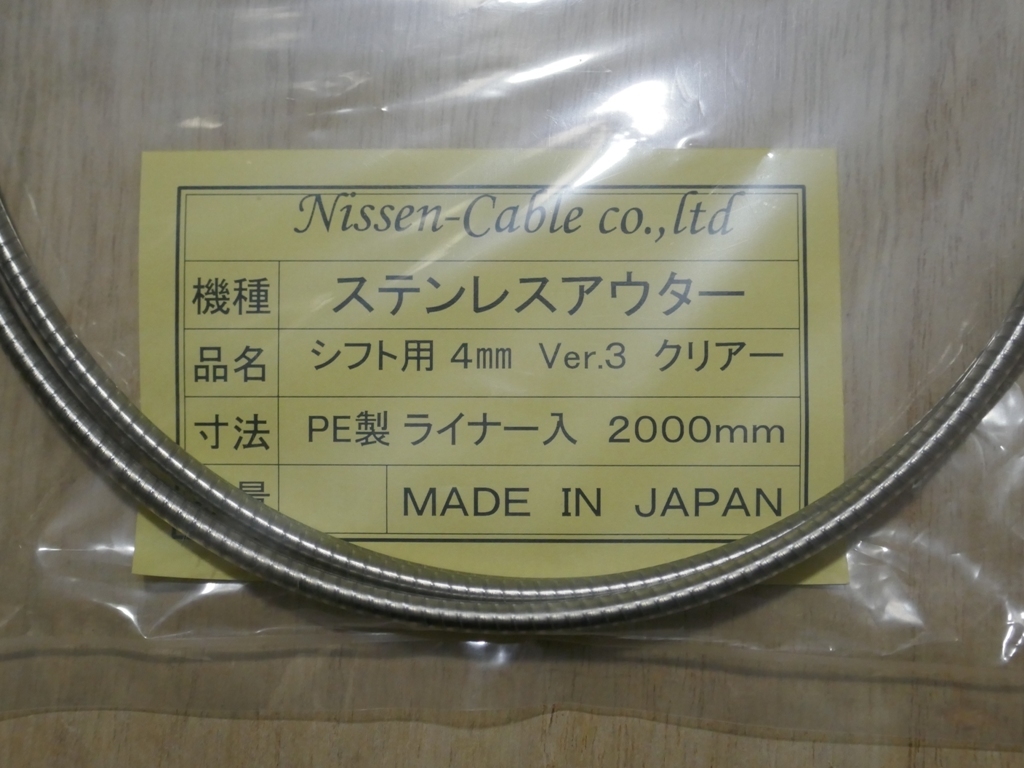 Nissen-Cable co.,ltd
機種 ステンレスアウター
品名 シフト用 4㎜ Ver.3 クリアー
寸法 PE製 ライナー入 2000mm
MADE IN JAPAN